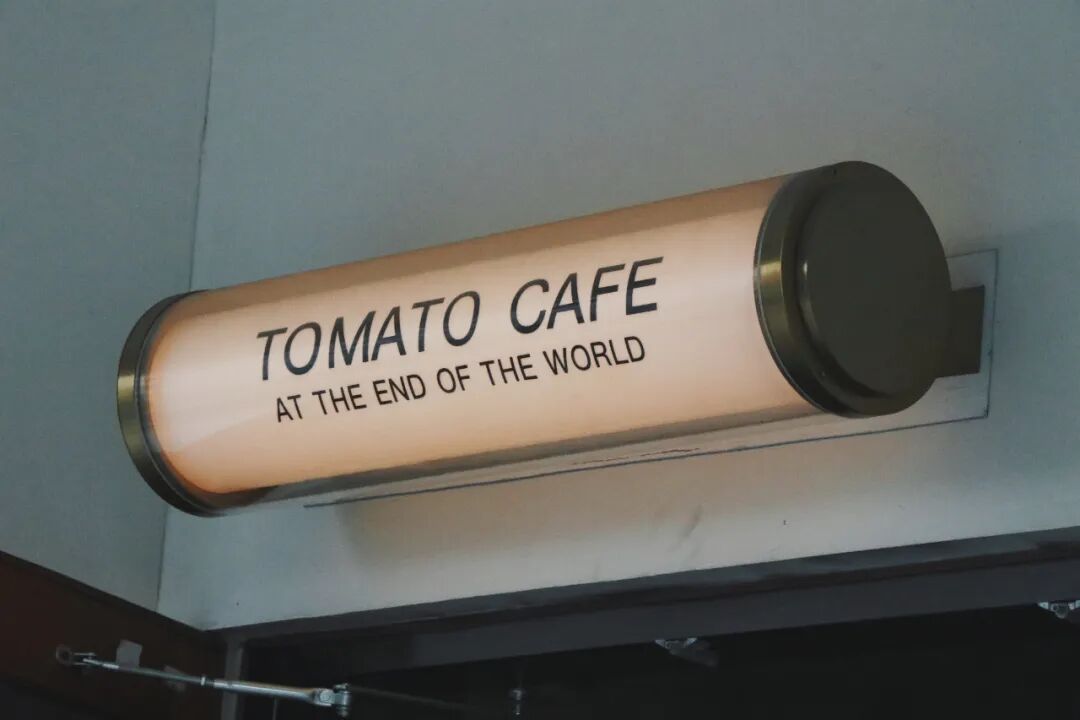 TOMATO CAFE
AT THE END OF THE WORLD